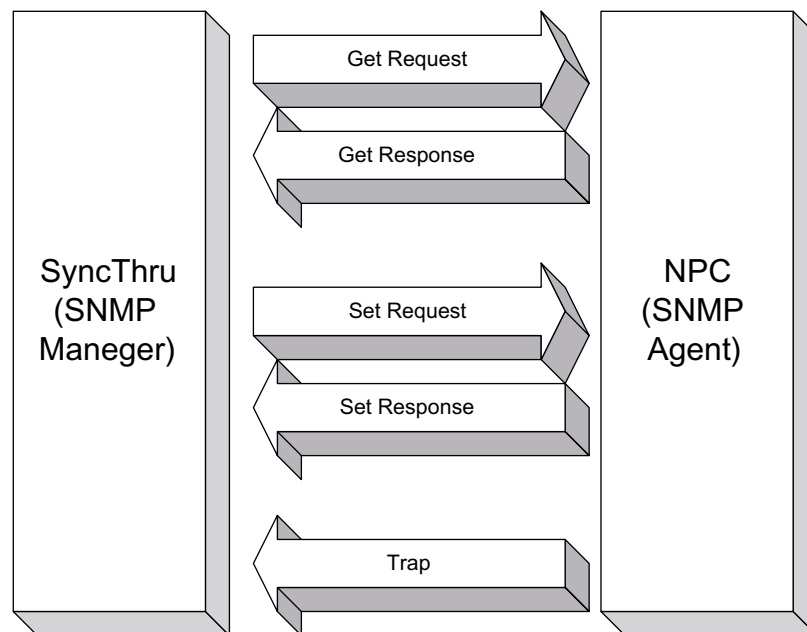 Get Request
Get Response
SyncThru
(SNMP
Maneger)
NPC
(SNMP
Agent)
Set Request
Set Response
Trap